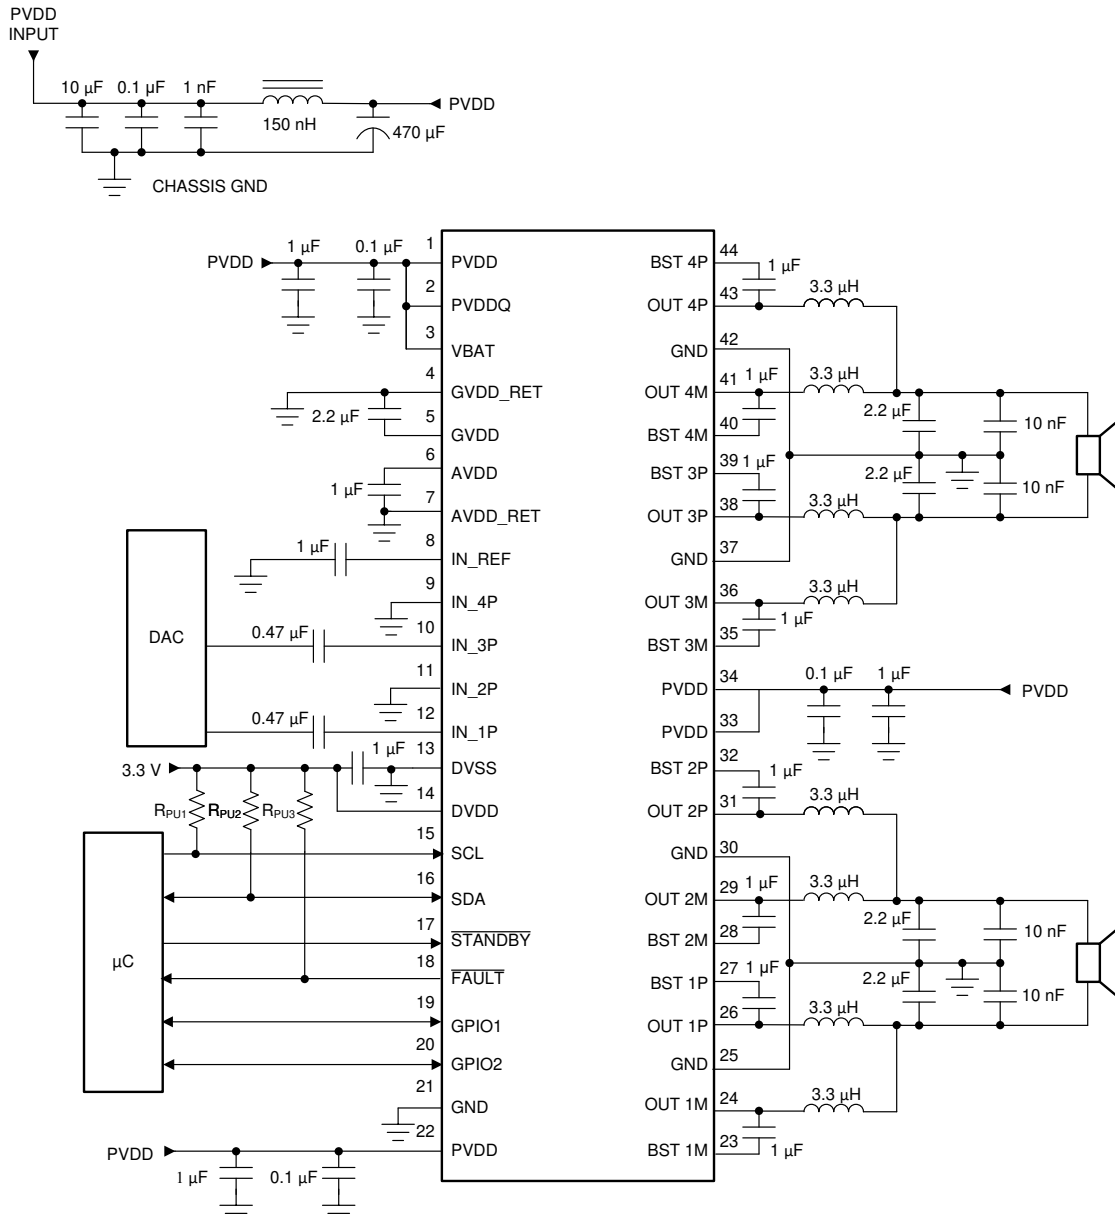 PVDD
INPUT
10 µF
0.1 µF
1 nF
150 nH
470 µF
PVDD
CHASSIS GND
PVDD
1 µF
0.1 µF
1
PVDD
2
PVDDQ
3
VBAT
4
GVDD_RET
2.2 µF
5
GVDD
6
AVDD
1 µF
7
AVDD_RET
8
1 µF
IN_REF
9
IN_4P
10
DAC
0.47 µF
IN_3P
11
IN_2P
12
0.47 µF
IN_1P
13
1 µF
3.3 V
DVSS
14
RPU1
RPU2
RPU3
DVDD
15
SCL
16
SDA
17
STANDBY
µC
18
FAULT
19
GPIO1
20
GPIO2
21
GND
22
PVDD
PVDD
1 µF
0.1 µF
BST 4P
44
1 µF
OUT 4P
43
3.3 µH
GND
42
OUT 4M
41
1 µF
3.3 µH
BST 4M
40
2.2 µF
10 nF
BST 3P
39
1 µF
2.2 µF
10 nF
OUT 3P
38
3.3 µH
GND
37
OUT 3M
36
3.3 µH
BST 3M
35
1 µF
PVDD
34
0.1 µF
1 µF
PVDD
PVDD
33
BST 2P
32
1 µF
OUT 2P
31
3.3 µH
GND
30
OUT 2M
29
1 µF
3.3 µH
BST 2M
28
2.2 µF
10 nF
BST 1P
27
1 µF
2.2 µF
10 nF
OUT 1P
26
3.3 µH
GND
25
OUT 1M
24
3.3 µH
BST 1M
23
1 µF